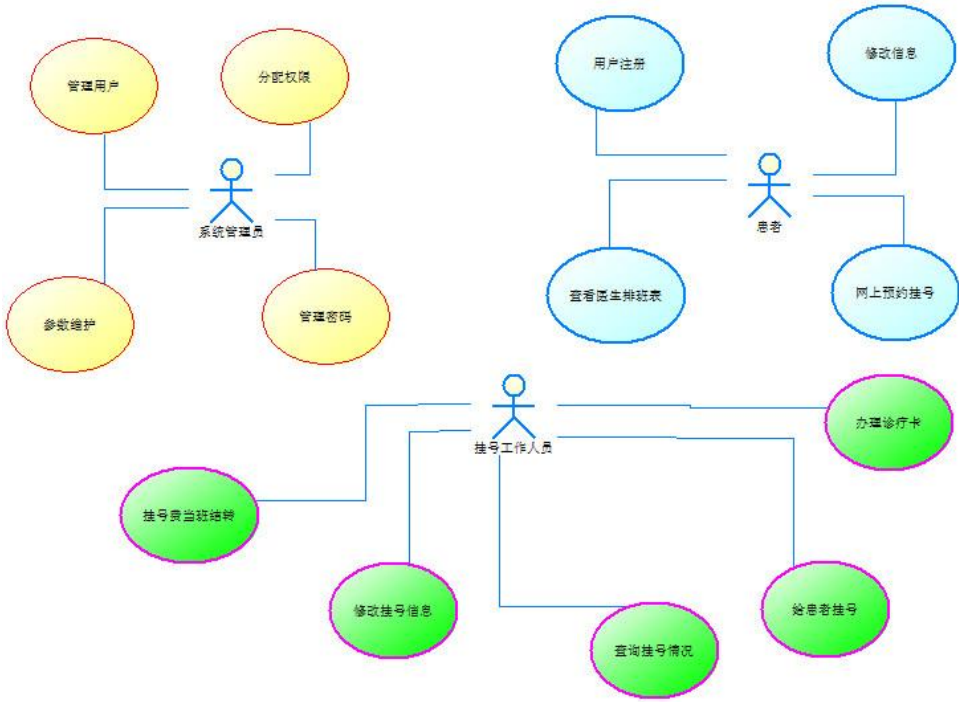 管理用户
分配权限
系统管理员
参数维护
管理密码
用户注册
修改信息
患者
查看医生排班表
网上预约挂号
挂号工作人员
办理诊疗卡
挂号费当班结转
修改挂号信息
查询挂号情况
给患者挂号